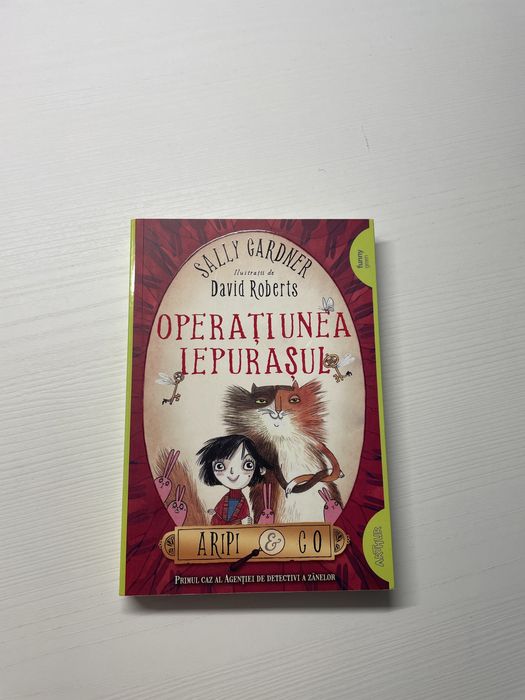 SALLY GARDNER
Ilustrații de
David Roberts
OPERAȚIUNEA
IEPURAȘUL
ARIPI & CO
PRIMUL CAZ AL AGENȚIEI DE DETECTIVI A ZÂNELOR
funny
green
ARTHUR